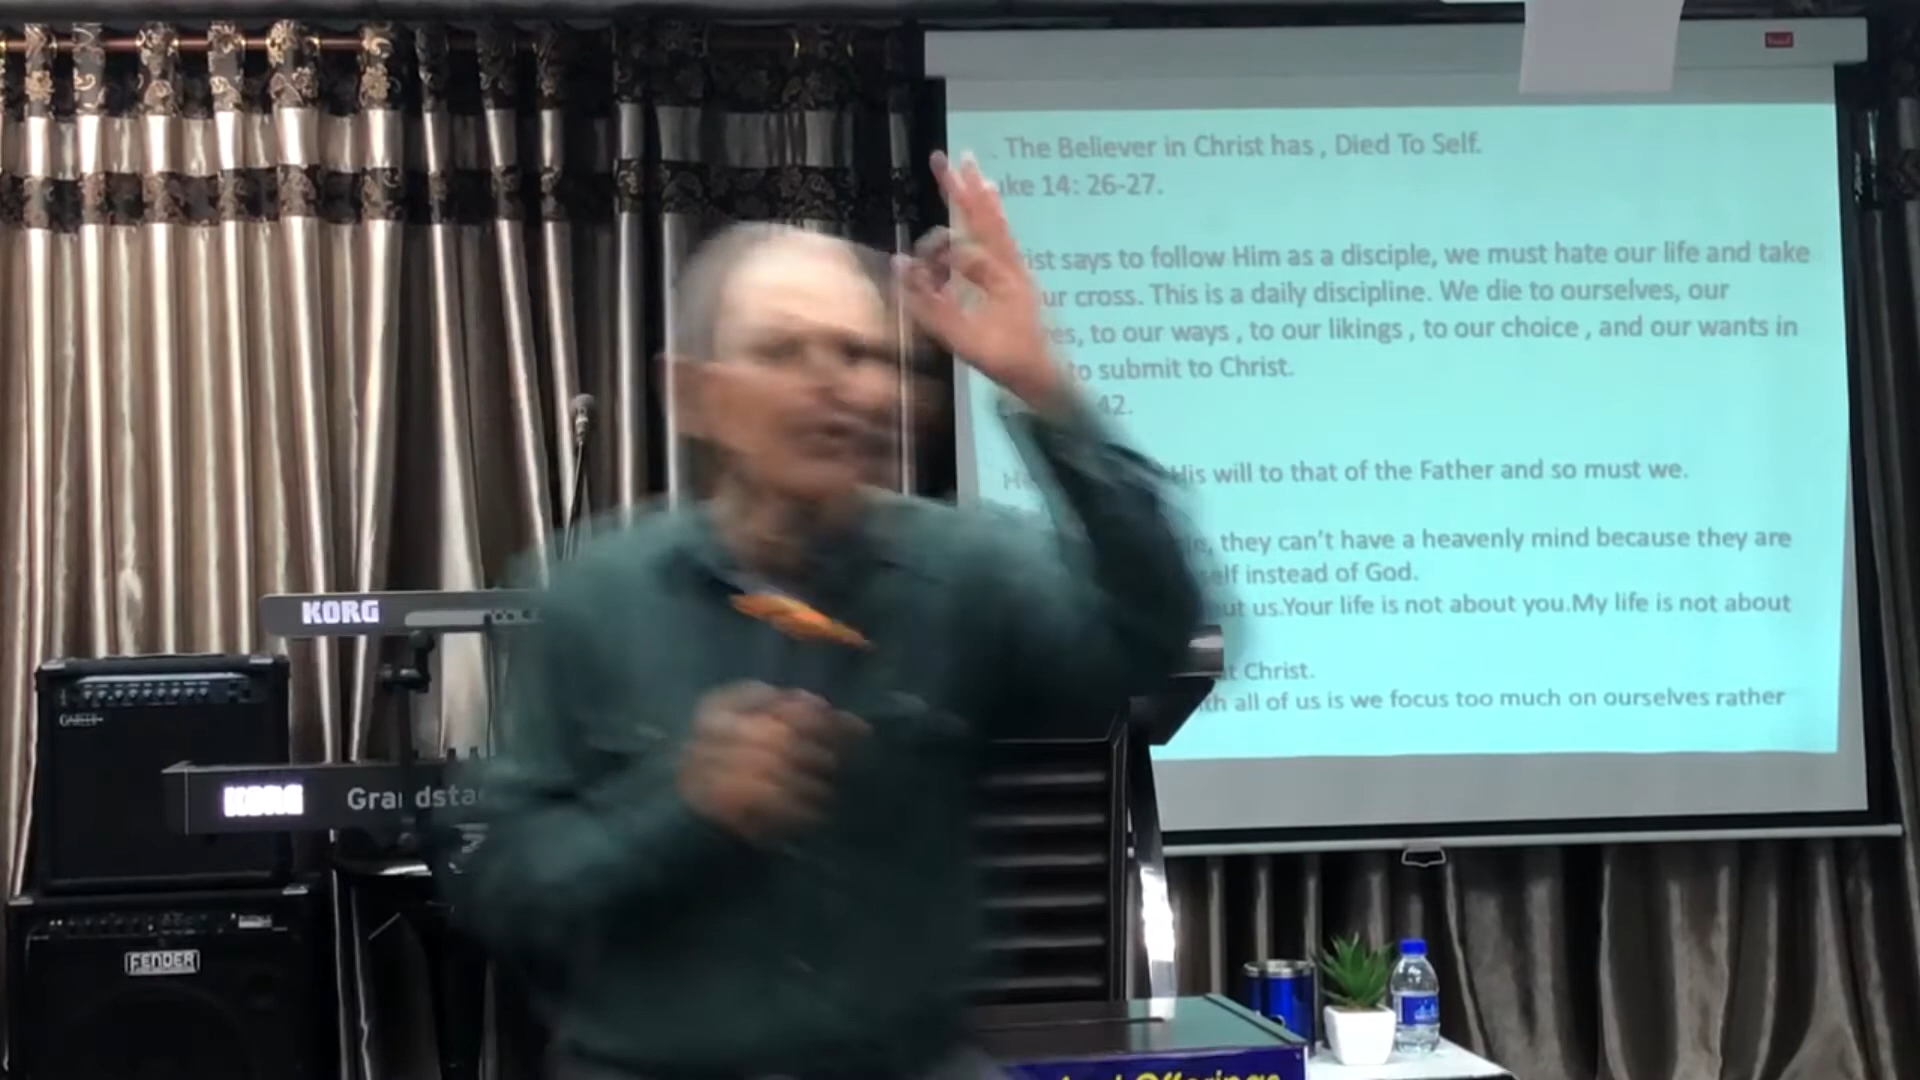 . The Believer in Christ has , Died To Self.
ke 14: 26-27.
ist says to follow Him as a disciple, we must hate our life and take
ur cross. This is a daily discipline. We die to ourselves, our
es, to our ways , to our likings , to our choice , and our wants in
to submit to Christ.
42.
His will to that of the Father and so must we.
e, they can't have a heavenly mind because they are
elf instead of God.
ut us.Your life is not about you.My life is not about
t Christ.
th all of us is we focus too much on ourselves rather
KORG
KORG Grandsta
FENDER
Offerings